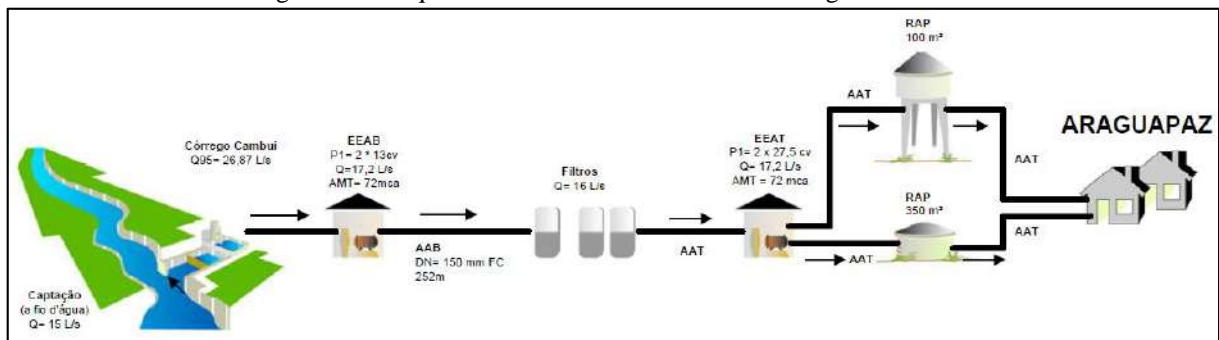 RAP
100 m³
AAT
AAT
ARAGUAPAZ
Córrego Cambuí
Q95= 26,87 L/s
EEAB
P1= 2 * 13cv
Q=17,2 L/s
AMT= 72mca
Filtros
Q= 16 L/s
EEAT
P1= 2 x 27,5 cv
Q= 17,2 L/s
AMT = 72 mca
AAT
RAP
350 m³
AAT
AAB
DN= 150 mm FC
252m
AAT
AAT
Captação
(a fio d'água)
Q= 15 L/s